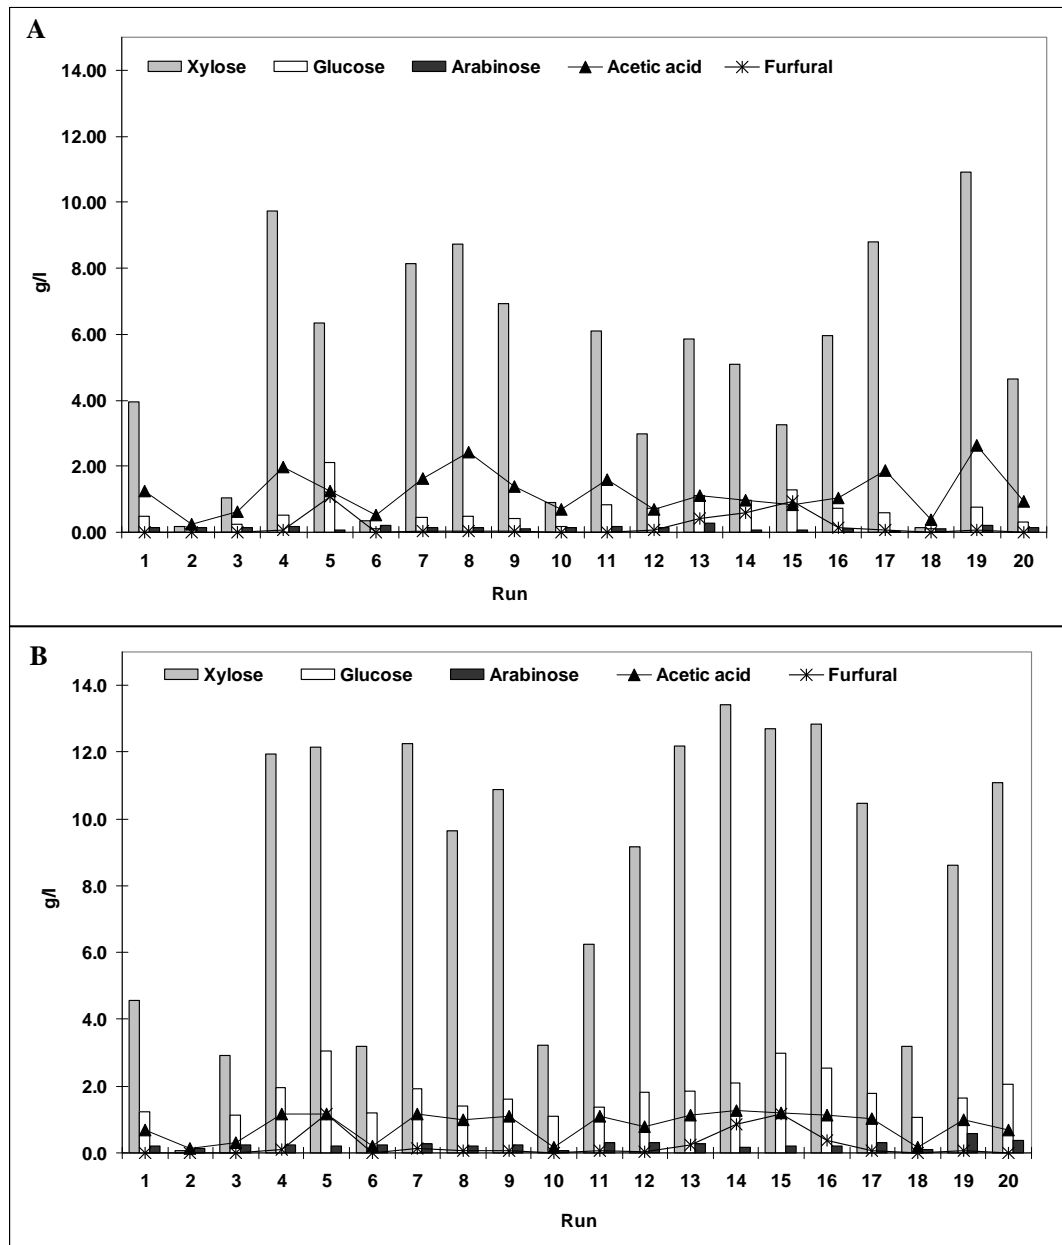 A
Xylose Glucose Arabinose Acetic acid Furfural
14.00
12.00
10.00
8.00
6.00
4.00
2.00
0.00
g/l
1 2 3 4 5 6 7 8 9 10 11 12 13 14 15 16 17 18 19 20
Run
B
Xylose Glucose Arabinose Acetic acid Furfural
14.0
12.0
10.0
8.0
6.0
4.0
2.0
0.0
g/l
1 2 3 4 5 6 7 8 9 10 11 12 13 14 15 16 17 18 19 20
Run